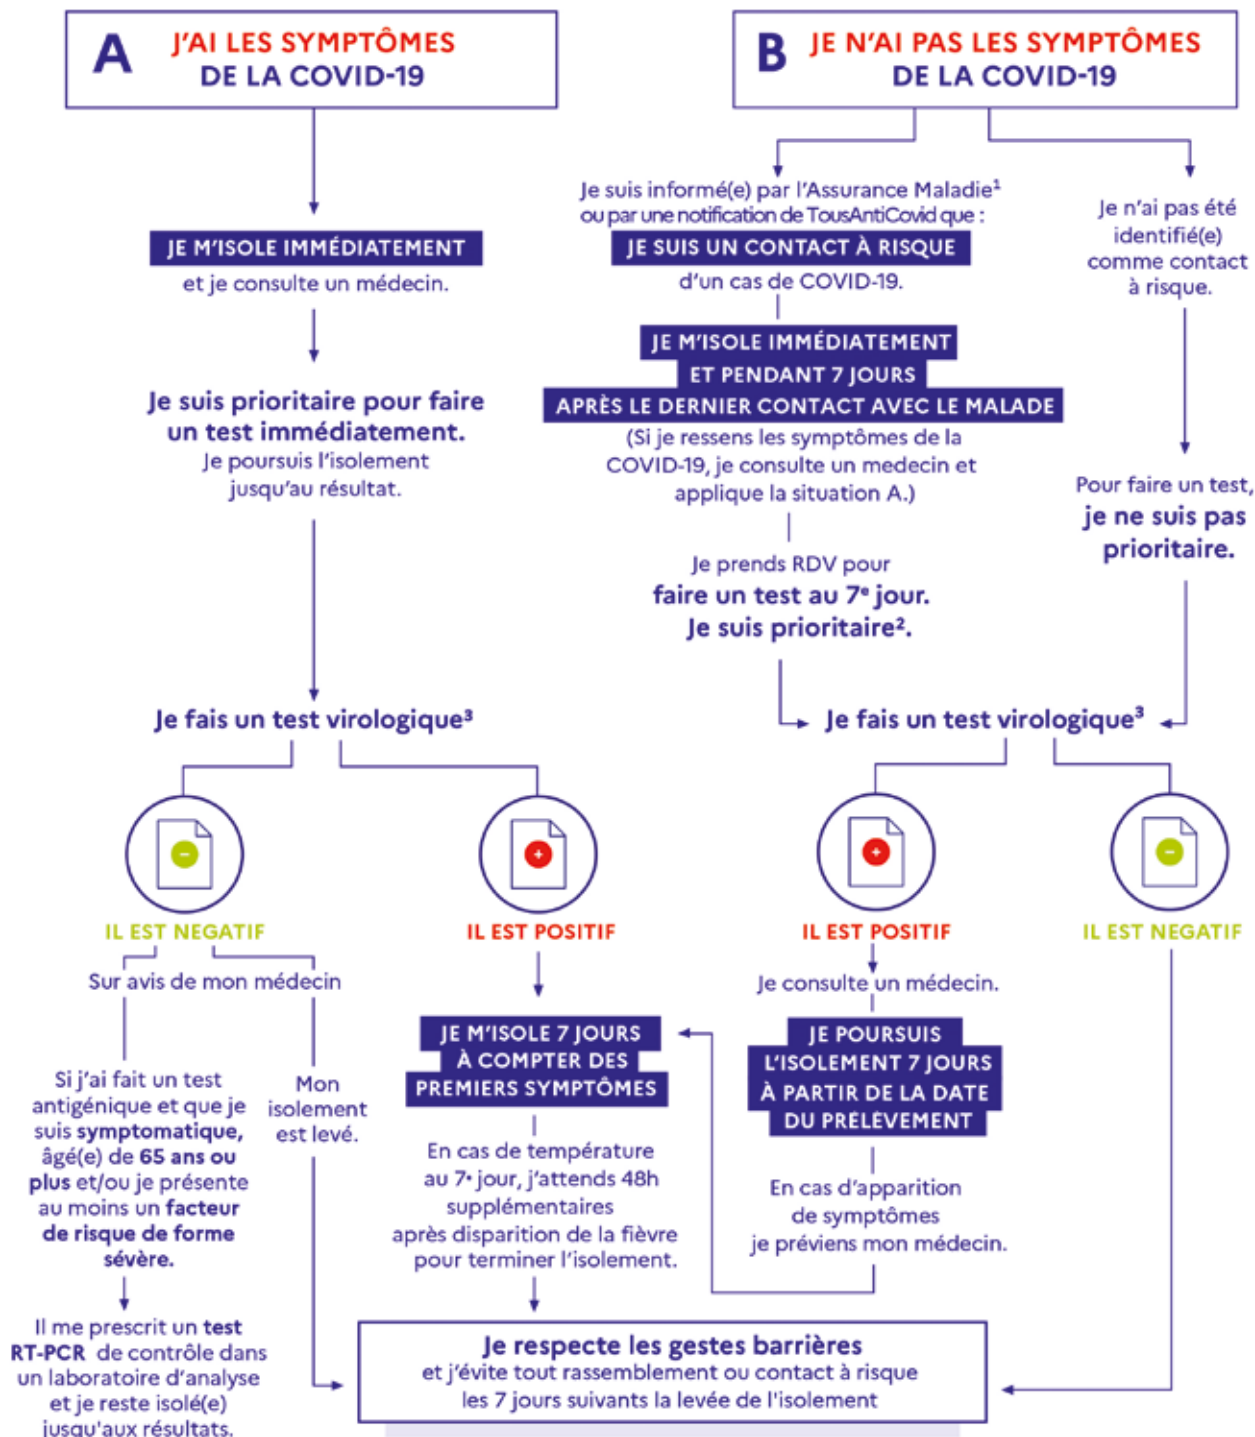 A J'AI LES SYMPTÔMES
DE LA COVID-19
JE M'ISOLE IMMÉDIATEMENT
et je consulte un médecin.
Je suis prioritaire pour faire
un test immédiatement.
Je poursuis l'isolement
jusqu'au résultat.
Je fais un test virologique³
IL EST NEGATIF
Sur avis de mon médecin
Si j'ai fait un test
antigénique et que je
suis symptomatique,
âgé(e) de 65 ans ou
plus et/ou je présente
au moins un facteur
de risque de forme
sévère.
Il me prescrit un test
RT-PCR de contrôle dans
un laboratoire d'analyse
et je reste isolé(e)
jusqu'aux résultats.
Mon
isolement
est levé.
IL EST POSITIF
JE M'ISOLE 7 JOURS
À COMPTER DES
PREMIERS SYMPTÔMES
En cas de température
au 7ᵉ jour, j'attends 48h
supplémentaires
après disparition de la fièvre
pour terminer l'isolement.
B JE N'AI PAS LES SYMPTÔMES
DE LA COVID-19
Je suis informé(e) par l'Assurance Maladie¹
ou par une notification de TousAntiCovid que :
JE SUIS UN CONTACT À RISQUE
d'un cas de COVID-19.
JE M'ISOLE IMMÉDIATEMENT
ET PENDANT 7 JOURS
APRÈS LE DERNIER CONTACT AVEC LE MALADE
(Si je ressens les symptômes de la
COVID-19, je consulte un medecin et
applique la situation A.)
Je prends RDV pour
faire un test au 7ᵉ jour.
Je suis prioritaire².
Je n'ai pas été
identifié(e)
comme contact
à risque.
Pour faire un test,
je ne suis pas
prioritaire.
Je fais un test virologique³
IL EST POSITIF
Je consulte un médecin.
JE POURSUIS
L'ISOLEMENT 7 JOURS
À PARTIR DE LA DATE
DU PRÉLÈVEMENT
En cas d'apparition
de symptômes
je préviens mon médecin.
IL EST NEGATIF
Je respecte les gestes barrières
et j'évite tout rassemblement ou contact à risque
les 7 jours suivants la levée de l'isolement